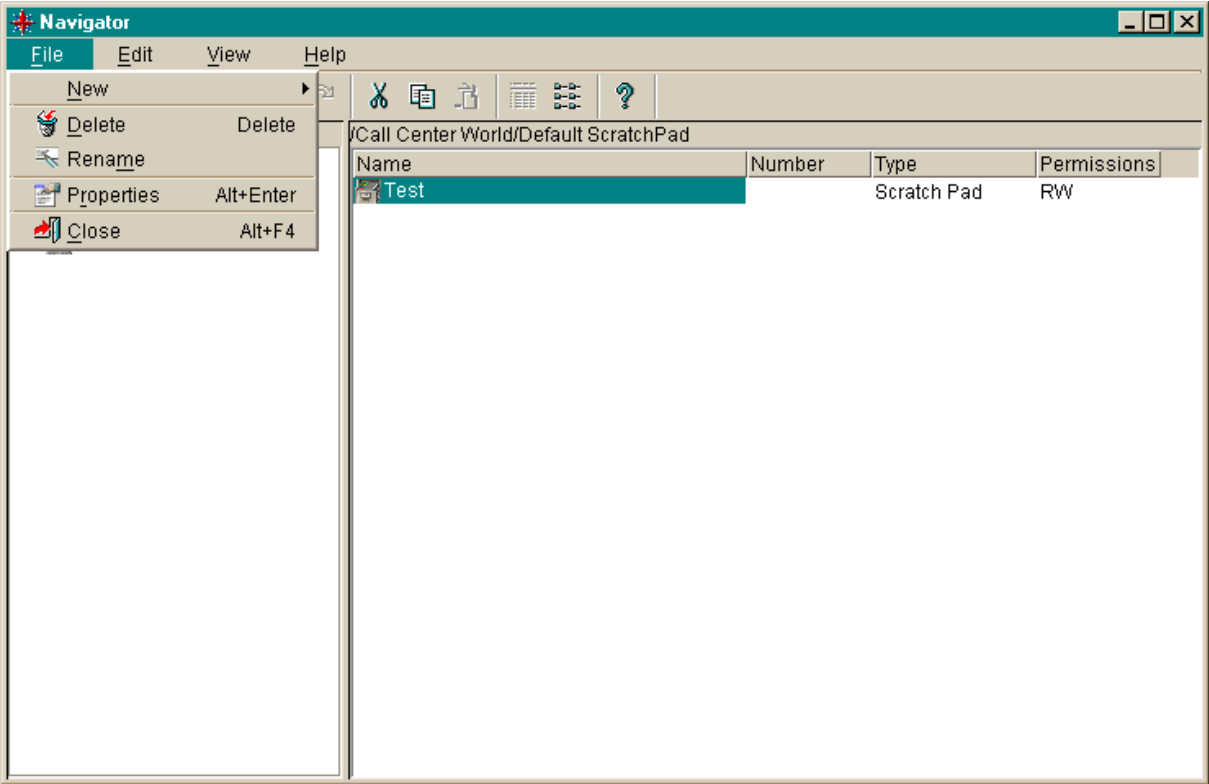 Navigator
File Edit View Help
New
Delete Delete
Rename
Properties Alt+Enter
Close Alt+F4
/Call Center World/Default ScratchPad
Name Number Type Permissions
Test Scratch Pad RW